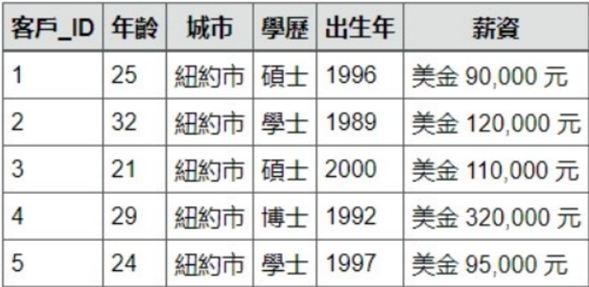 客戶_ID 年齡 城市 學歷 出生年 薪資
1 25 紐約市 碩士 1996 美金 90,000 元
2 32 紐約市 學士 1989 美金 120,000 元
3 21 紐約市 碩士 2000 美金 110,000 元
4 29 紐約市 博士 1992 美金 320,000 元
5 24 紐約市 學士 1997 美金 95,000 元